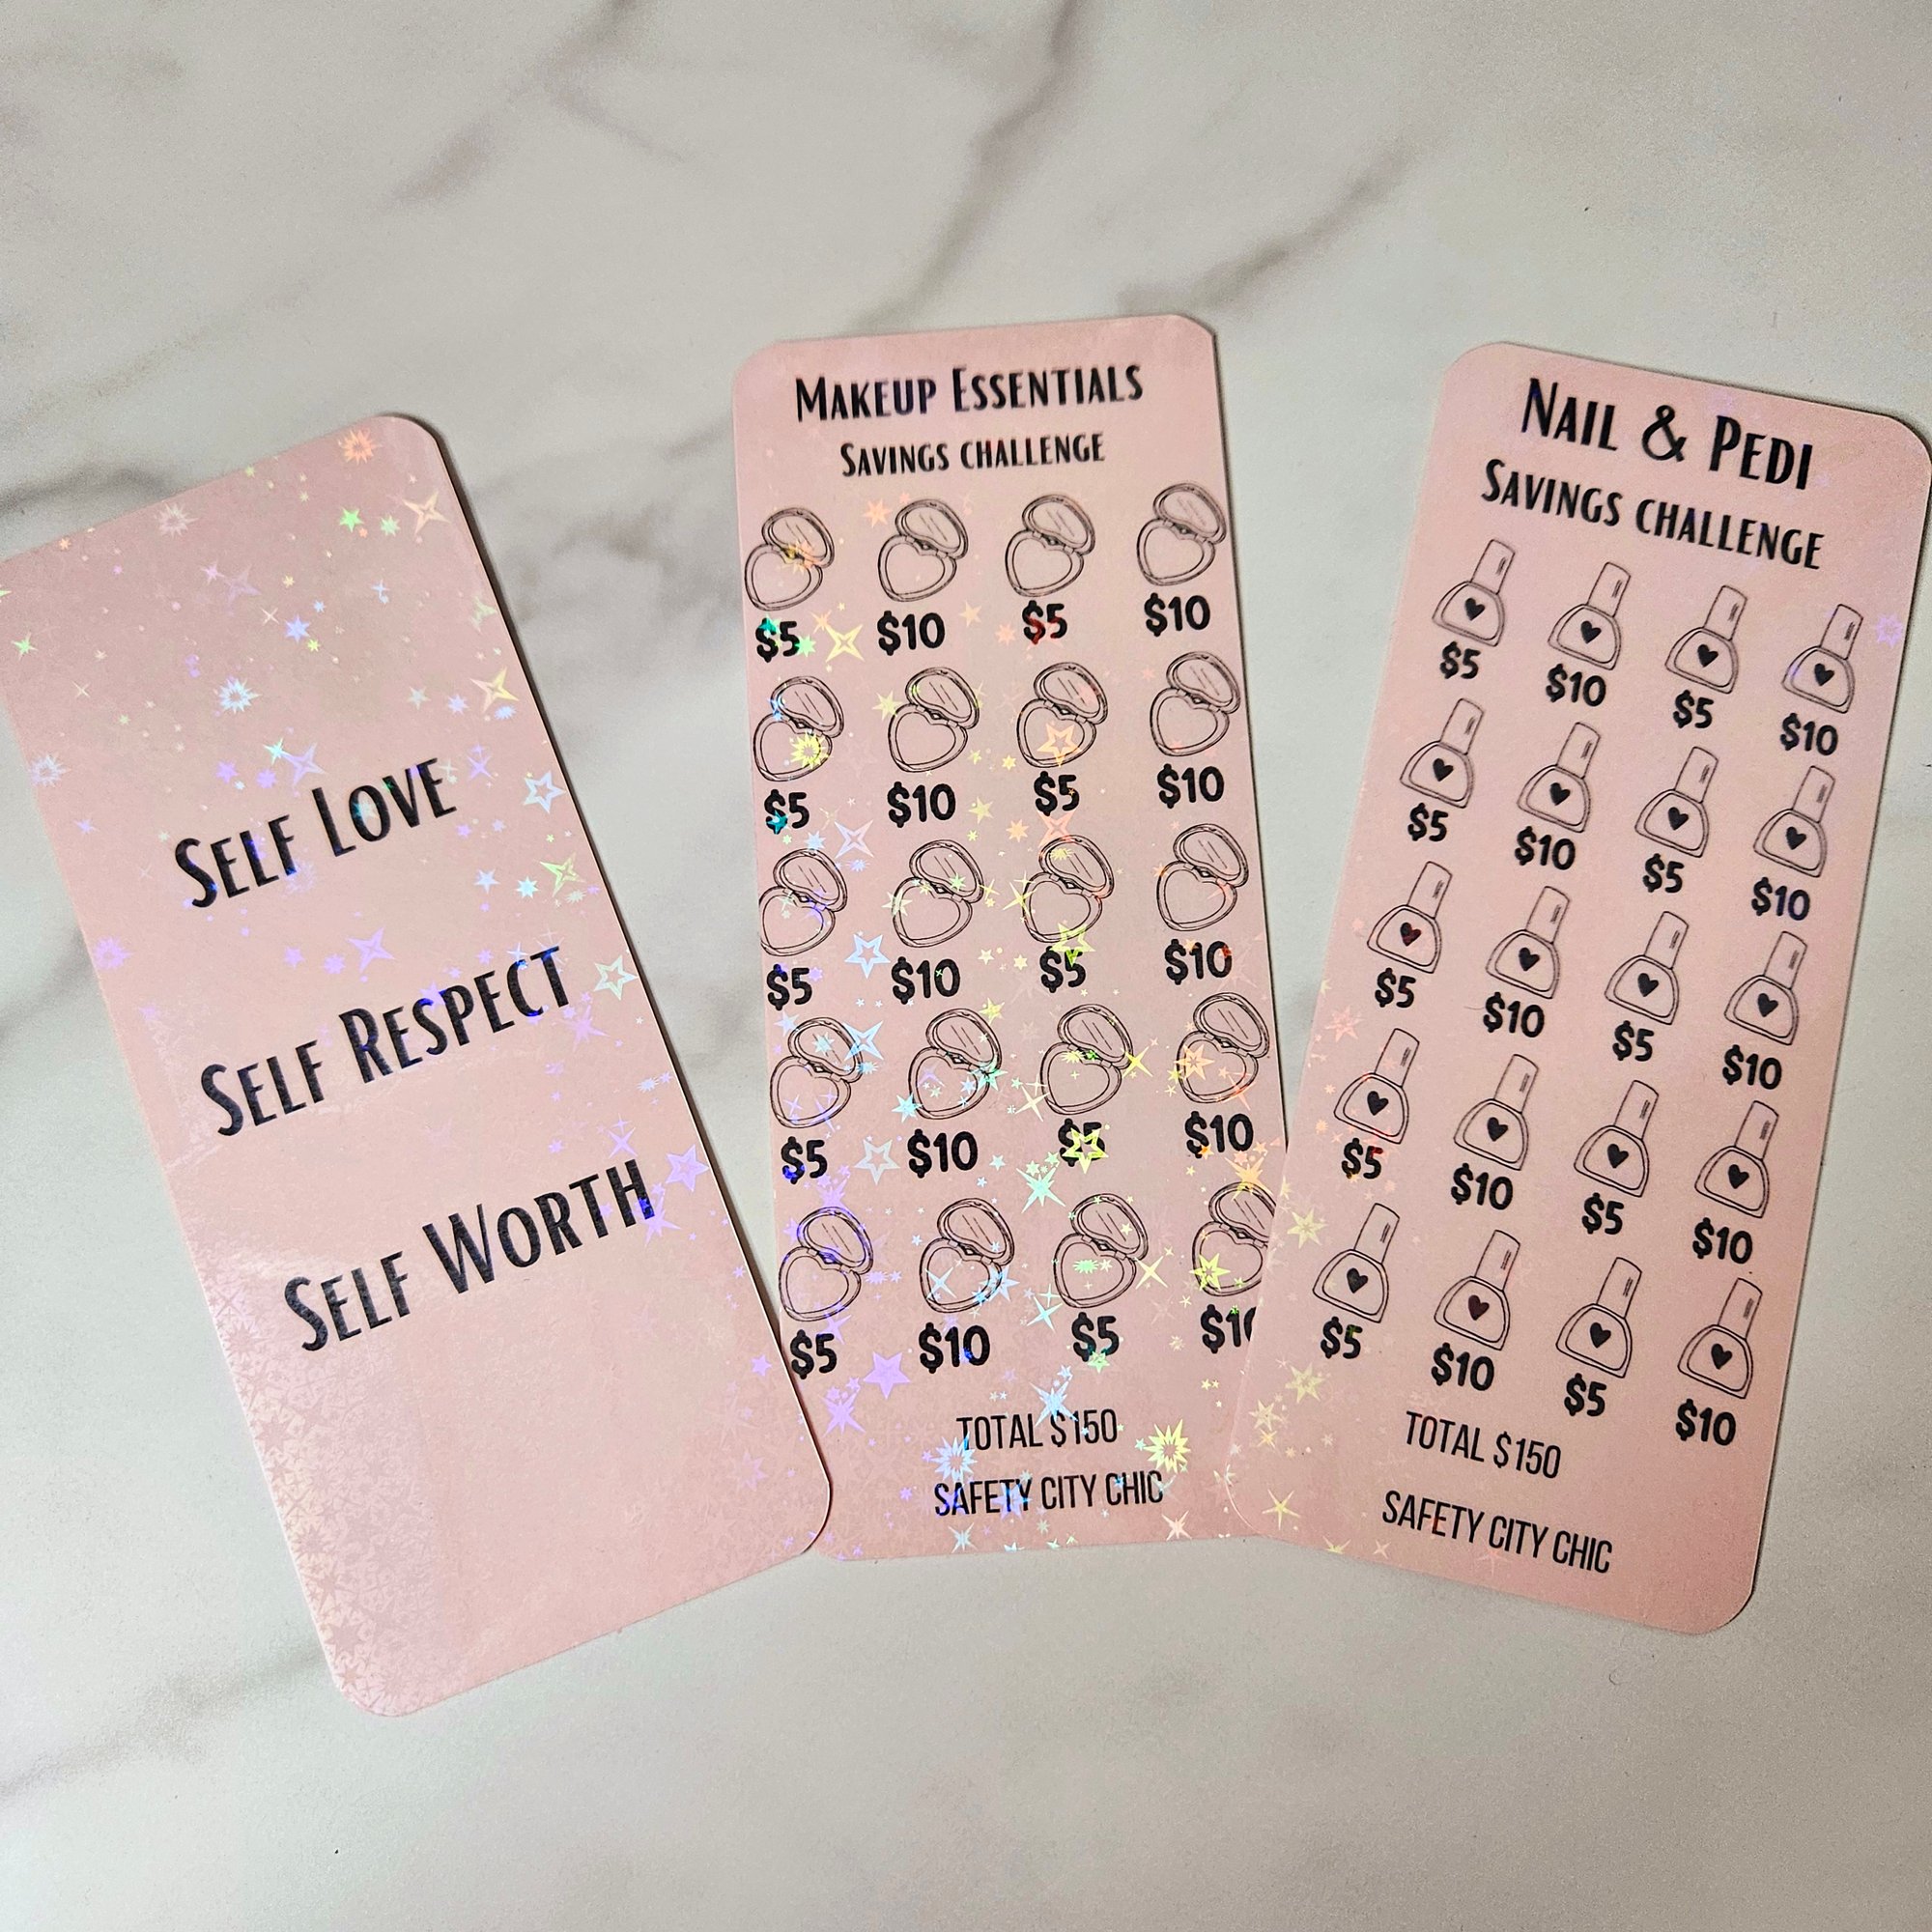 SELF LOVE
SELF RESPECT
SELF WORTH
MAKEUP ESSENTIALS
SAVINGS CHALLENGE
$5 $10 $5 $10
$5 $10 $5 $10
$5 $10 $5 $10
$5 $10 $5 $10
$5 $10 $5 $10
TOTAL $150
SAFETY CITY CHIC
NAIL & PEDI
SAVINGS CHALLENGE
$5 $10 $5 $10
$5 $10 $5 $10
$5 $10 $5 $10
$5 $10 $5 $10
$5 $10 $5 $10
TOTAL $150
SAFETY CITY CHIC